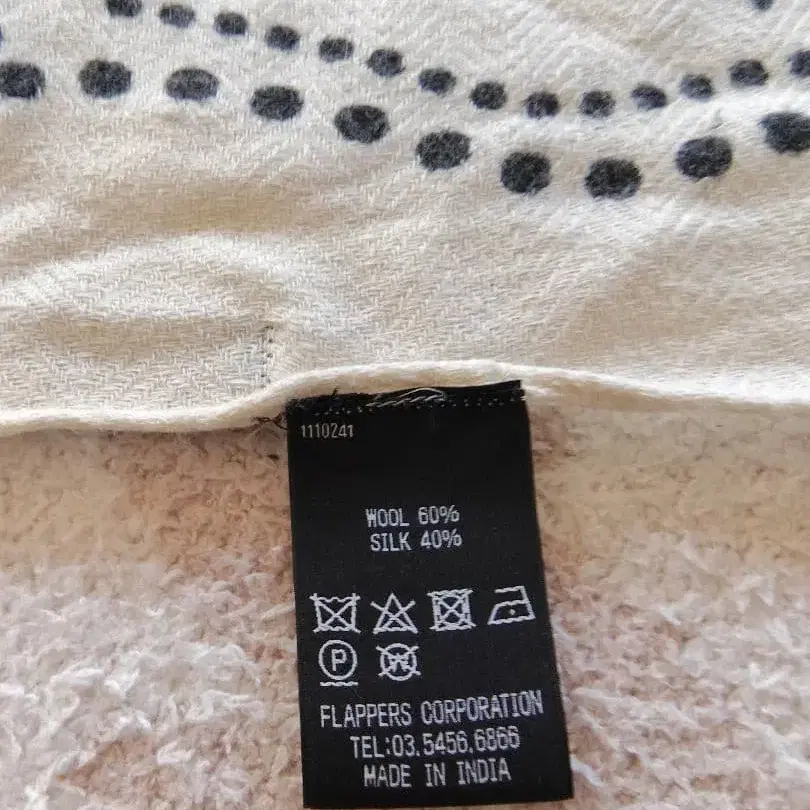 1110241
WOOL 60%
SILK 40%
P
W
FLAPPERS CORPORATION
TEL:03.5456.6866
MADE IN INDIA